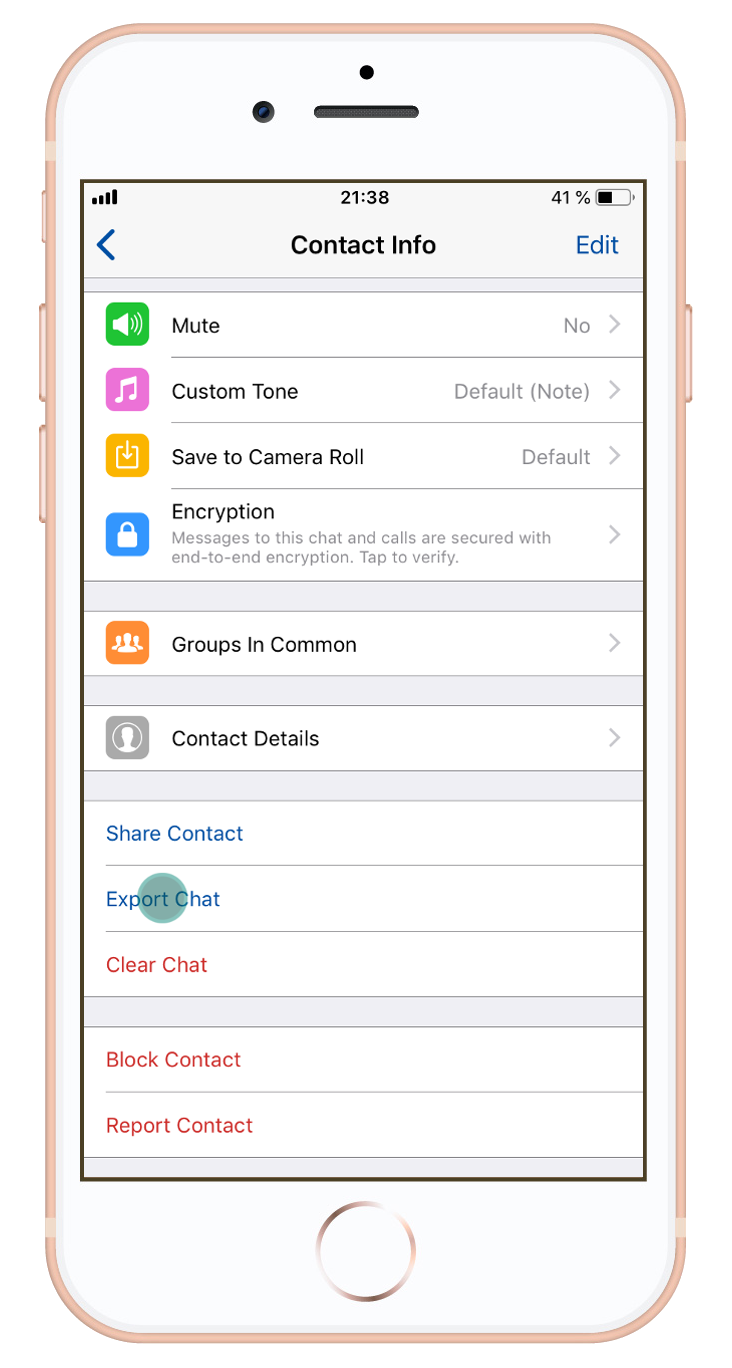 21:38
41 %
Contact Info
Edit
Mute
No
Custom Tone
Default (Note)
Save to Camera Roll
Default
Encryption
Messages to this chat and calls are secured with
end-to-end encryption. Tap to verify.
Groups In Common
Contact Details
Share Contact
Export Chat
Clear Chat
Block Contact
Report Contact